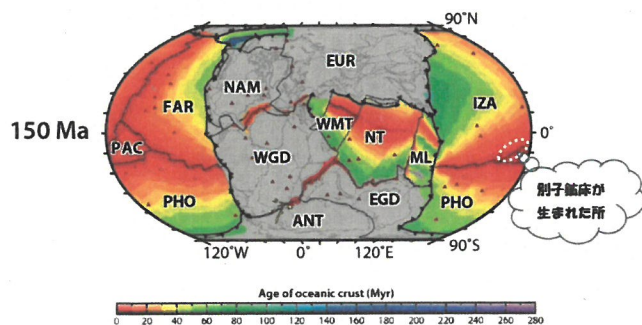 90°N
EUR
NAM
FAR
IZA
150 Ma
WMT
NT
0°
PAC
WGD
ML
別子鉱床が
生まれた所
PHO
EGD
PHO
ANT
120°W
0°
120°E
90°S
Age of oceanic crust (Myr)
0 20 40 60 80 100 120 140 160 180 200 220 240 260 280